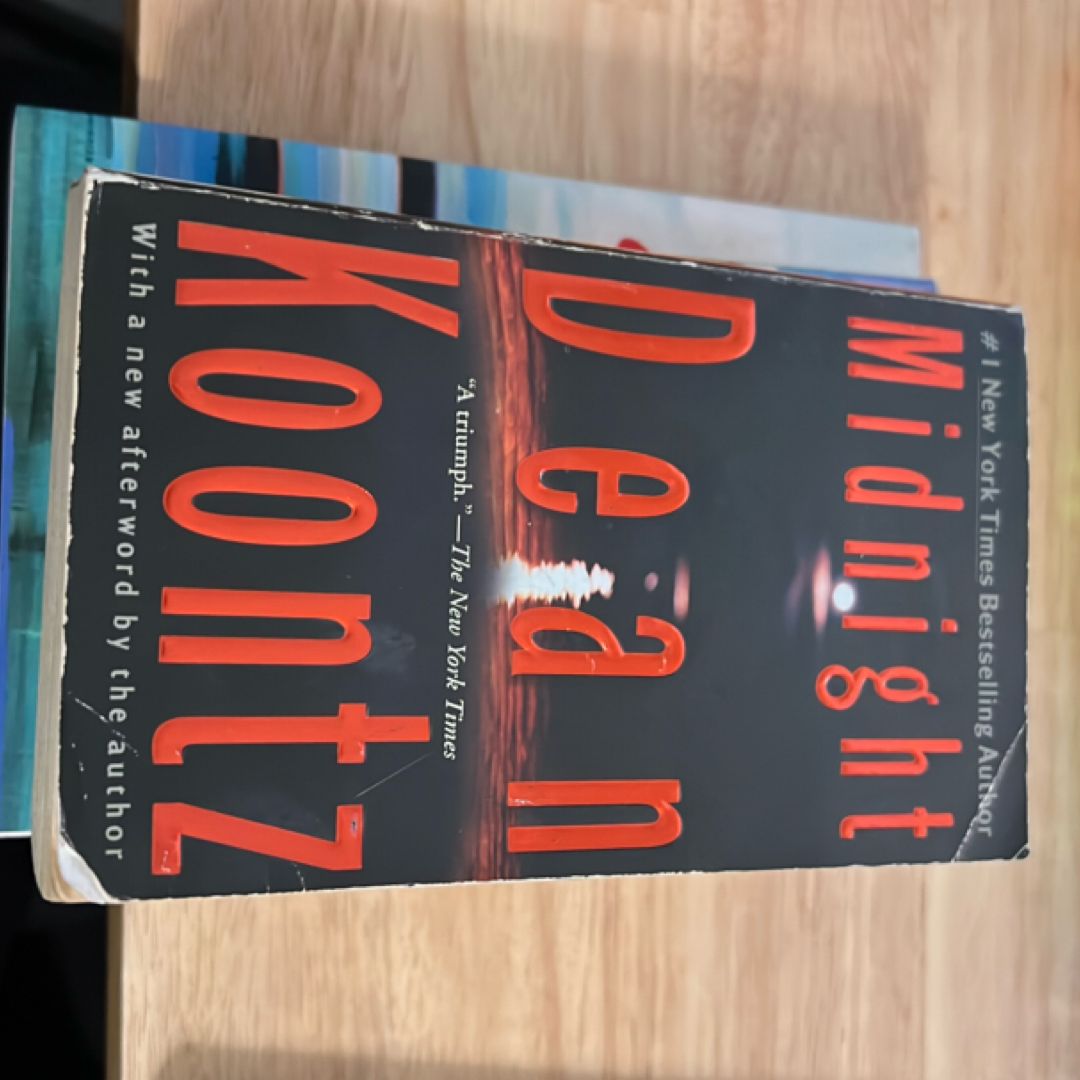 #1 New York Times Bestselling Author
Midnight
Dean
"A triumph."—The New York Times
Koontz
With a new afterword by the author